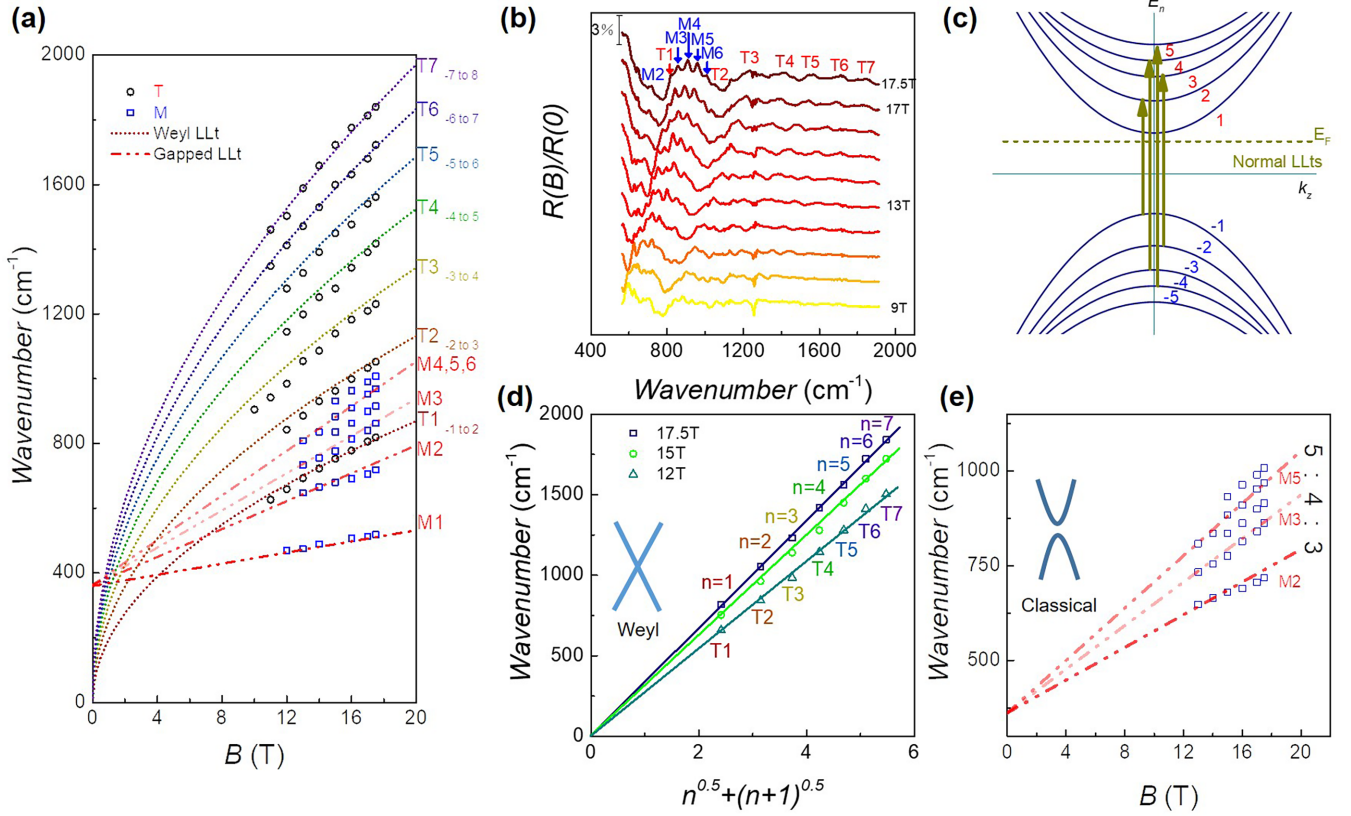 (a)
2000
1600
1200
800
400
0
0
4
8
12
16
20
Wavenumber (cm-1)
B (T)
T
M
Weyl LLt
Gapped LLt
T7 -7 to 8
T6 -6 to 7
T5 -5 to 6
T4 -4 to 5
T3 -3 to 4
T2 -2 to 3
M4,5,6
M3
T1 -1 to 2
M2
M1
(b)
3%
M4
M3
M5
T1
M6
M2
T2
T3
T4
T5
T6
T7
17.5T
17T
13T
9T
R(B)/R(0)
400
800
1200
1600
2000
Wavenumber (cm-1)
(c)
En
5
4
3
2
1
EF
Normal LLts
kz
-1
-2
-3
-4
-5
(d)
2000
1500
1000
500
0
0
2
4
6
Wavenumber (cm-1)
n0.5+(n+1)0.5
17.5T
15T
12T
n=7
n=6
n=5
n=4
n=3
n=2
n=1
T7
T6
T5
T4
T3
T2
T1
Weyl
(e)
1000
750
500
0
4
8
12
16
20
Wavenumber (cm-1)
B (T)
Classical
M5
M3
M2
5 : 4 : 3